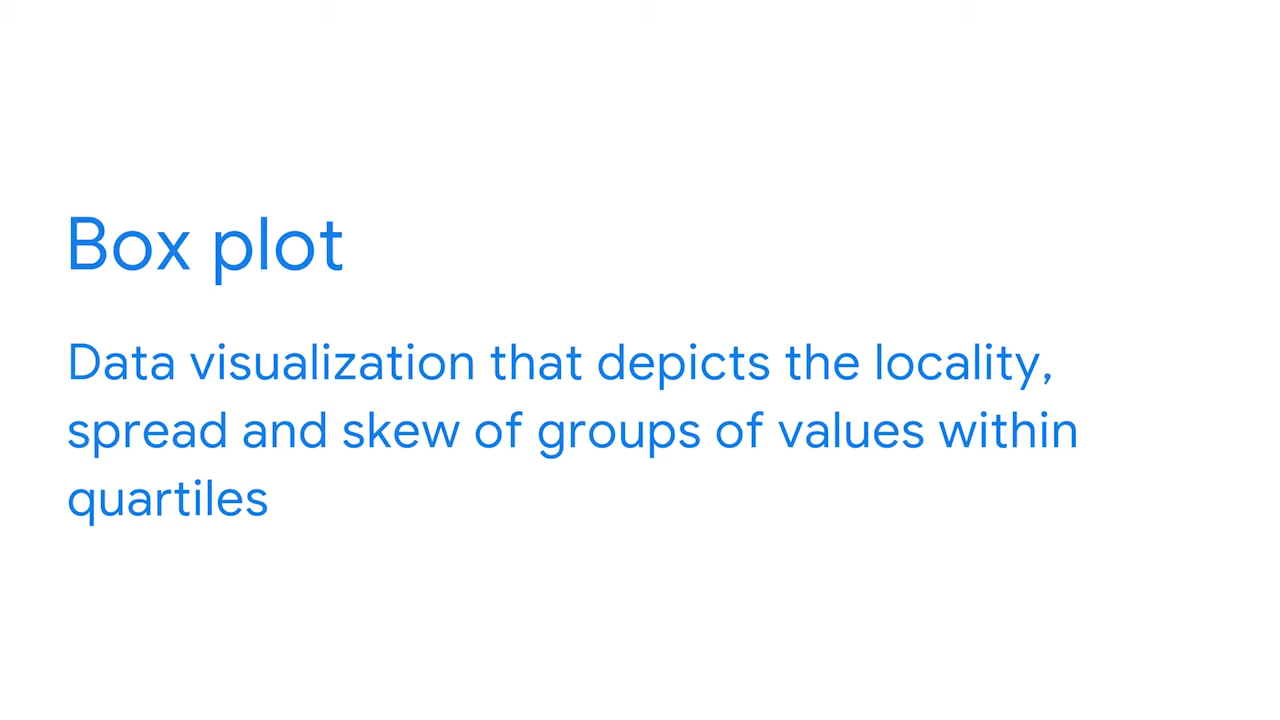 Box plot
Data visualization that depicts the locality,
spread and skew of groups of values within
quartiles